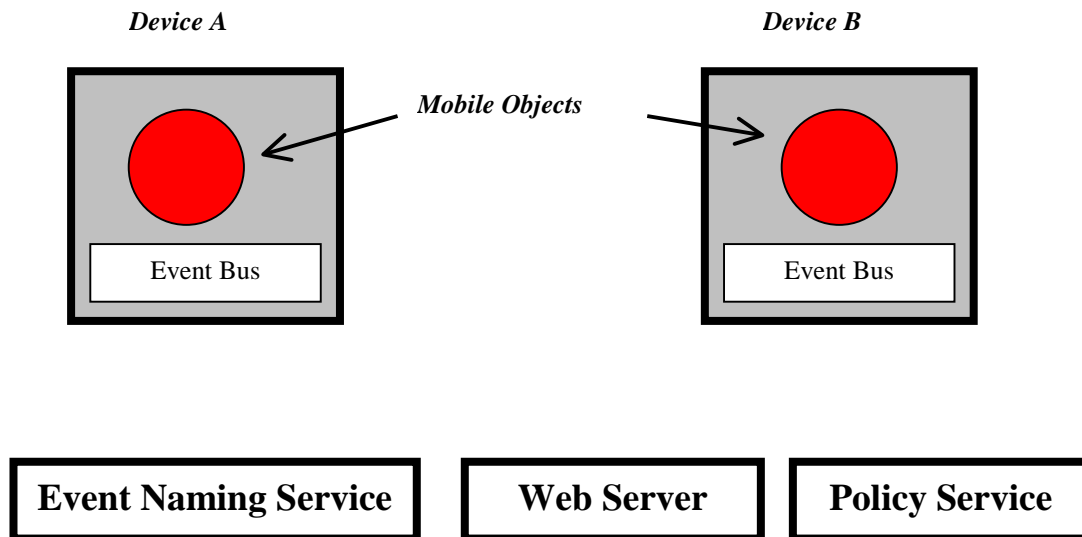 Device A
Device B
Mobile Objects
Event Bus
Event Bus
Event Naming Service
Web Server
Policy Service